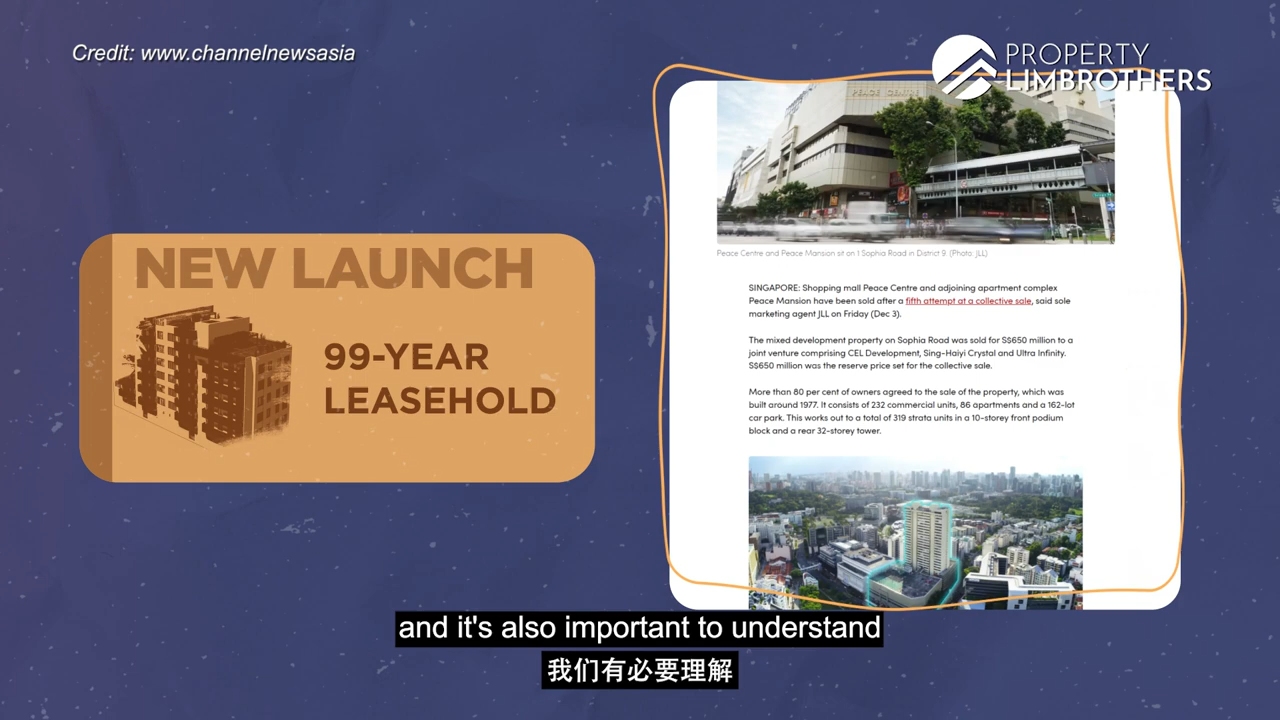 Credit: www.channelnewsasia
PROPERTY
LIMBROTHERS
PEACE CENTRE
Peace Centre and Peace Mansion sit on 1 Sophia Road in District 9. (Photo: JLL)
NEW LAUNCH
99-YEAR
LEASEHOLD
SINGAPORE: Shopping mall Peace Centre and adjoining apartment complex
Peace Mansion have been sold after a fifth attempt at a collective sale, said sole
marketing agent JLL on Friday (Dec 3).
The mixed development property on Sophia Road was sold for S$650 million to a
joint venture comprising CEL Development, Sing-Haiyi Crystal and Ultra Infinity.
S$650 million was the reserve price set for the collective sale.
More than 80 per cent of owners agreed to the sale of the property, which was
built around 1977. It consists of 232 commercial units, 86 apartments and a 162-lot
car park. This works out to a total of 319 strata units in a 10-storey front podium
block and a rear 32-storey tower.
and it's also important to understand
我们有必要理解